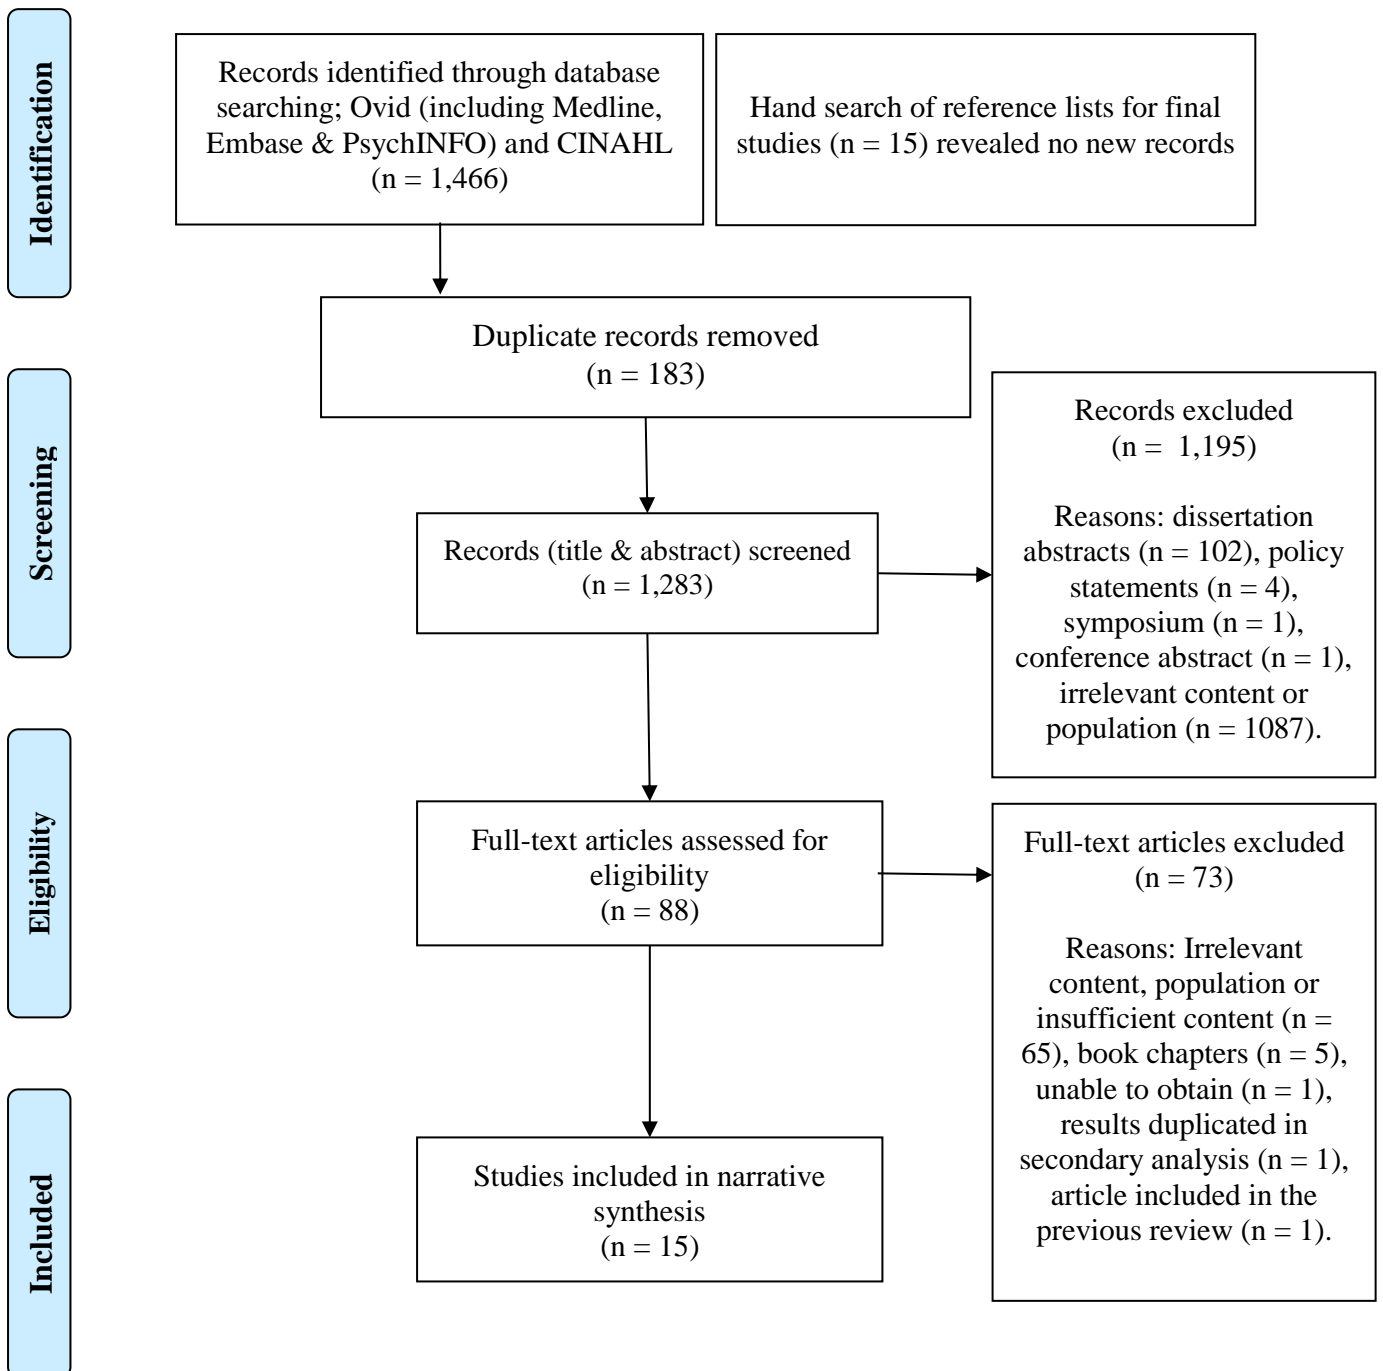 Identification
Records identified through database
searching; Ovid (including Medline,
Embase & PsychINFO) and CINAHL
(n = 1,466)
Hand search of reference lists for final
studies (n = 15) revealed no new records
Duplicate records removed
(n = 183)
Screening
Records (title & abstract) screened
(n = 1,283)
Records excluded
(n =  1,195)
Reasons: dissertation
abstracts (n = 102), policy
statements (n = 4),
symposium (n = 1),
conference abstract (n = 1),
irrelevant content or
population (n = 1087).
Eligibility
Full-text articles assessed for
eligibility
(n = 88)
Full-text articles excluded
(n = 73)
Reasons: Irrelevant
content, population or
insufficient content (n =
65), book chapters (n = 5),
unable to obtain (n = 1),
results duplicated in
secondary analysis (n = 1),
article included in the
previous review (n = 1).
Included
Studies included in narrative
synthesis
(n = 15)